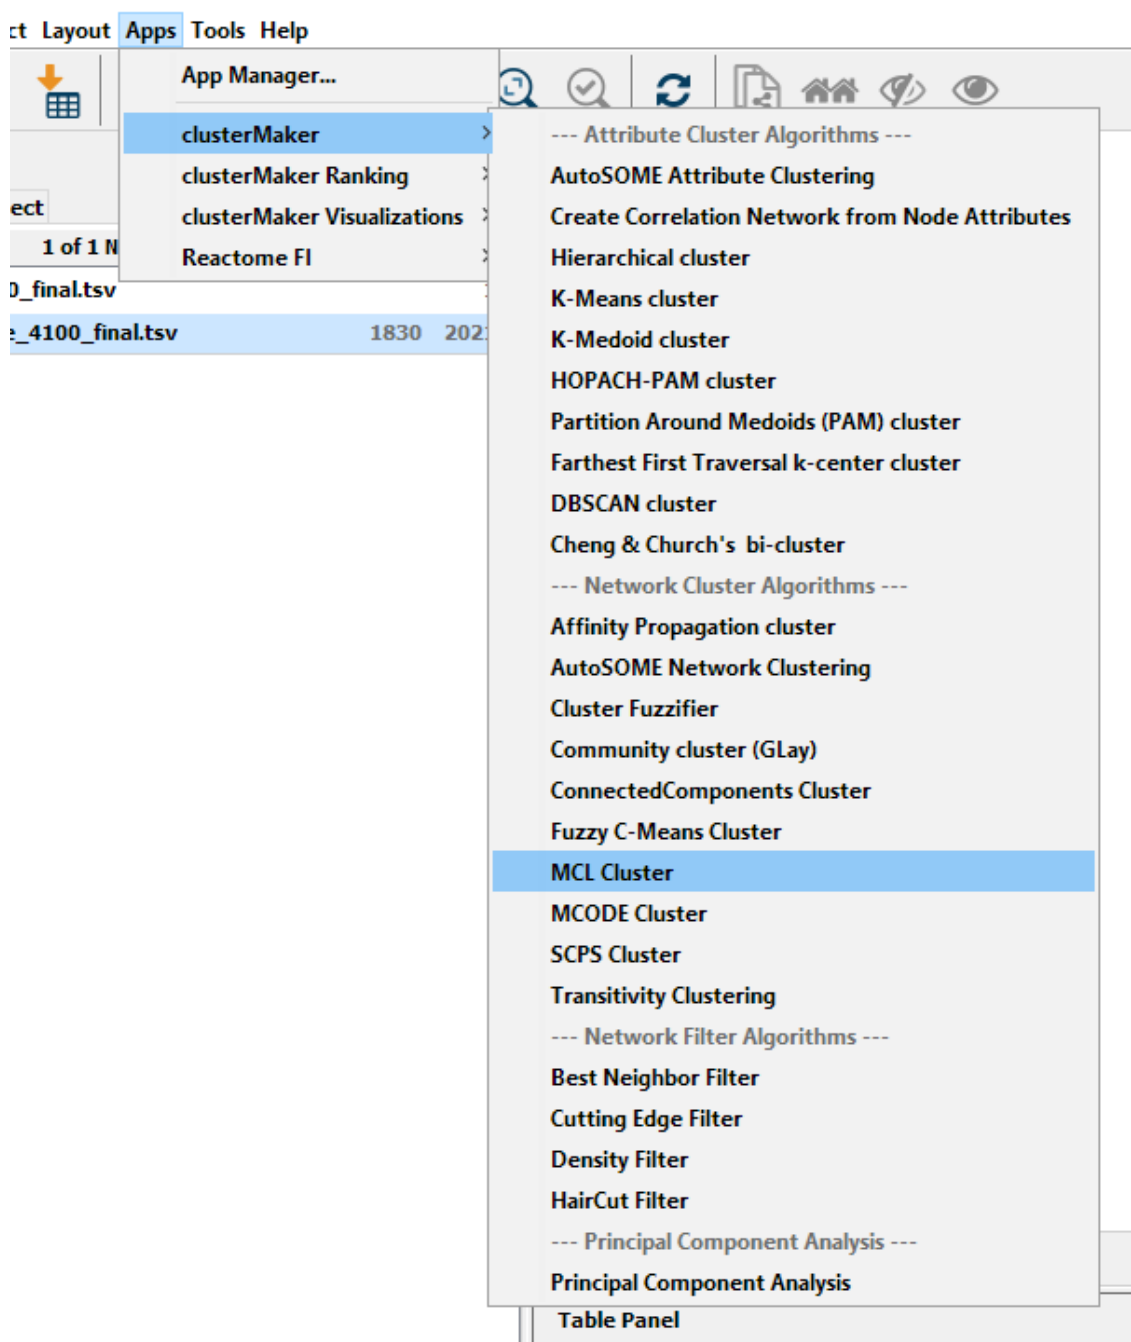 ct Layout Apps Tools Help
App Manager...
clusterMaker
clusterMaker Ranking
clusterMaker Visualizations
Reactome FI
ect
1 of 1 N
0_final.tsv
e_4100_final.tsv 1830 202
--- Attribute Cluster Algorithms ---
AutoSOME Attribute Clustering
Create Correlation Network from Node Attributes
Hierarchical cluster
K-Means cluster
K-Medoid cluster
HOPACH-PAM cluster
Partition Around Medoids (PAM) cluster
Farthest First Traversal k-center cluster
DBSCAN cluster
Cheng & Church's  bi-cluster
--- Network Cluster Algorithms ---
Affinity Propagation cluster
AutoSOME Network Clustering
Cluster Fuzzifier
Community cluster (GLay)
ConnectedComponents Cluster
Fuzzy C-Means Cluster
MCL Cluster
MCODE Cluster
SCPS Cluster
Transitivity Clustering
--- Network Filter Algorithms ---
Best Neighbor Filter
Cutting Edge Filter
Density Filter
HairCut Filter
--- Principal Component Analysis ---
Principal Component Analysis
Table Panel